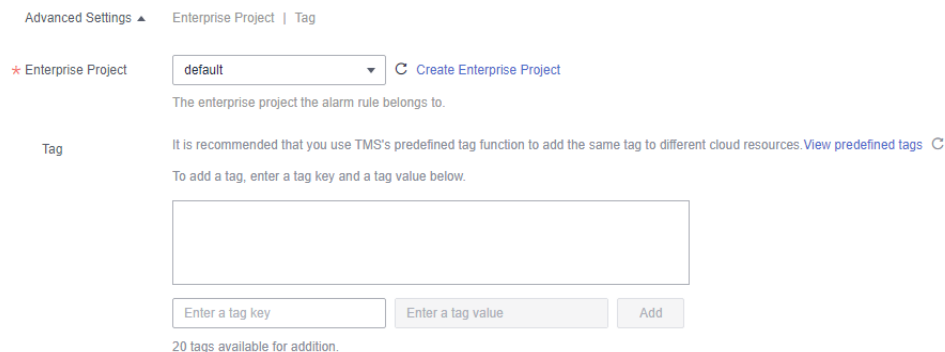 Advanced Settings ▲ Enterprise Project | Tag
* Enterprise Project default Create Enterprise Project
The enterprise project the alarm rule belongs to.
Tag It is recommended that you use TMS's predefined tag function to add the same tag to different cloud resources.View predefined tags
To add a tag, enter a tag key and a tag value below.
Enter a tag key Enter a tag value Add
20 tags available for addition.